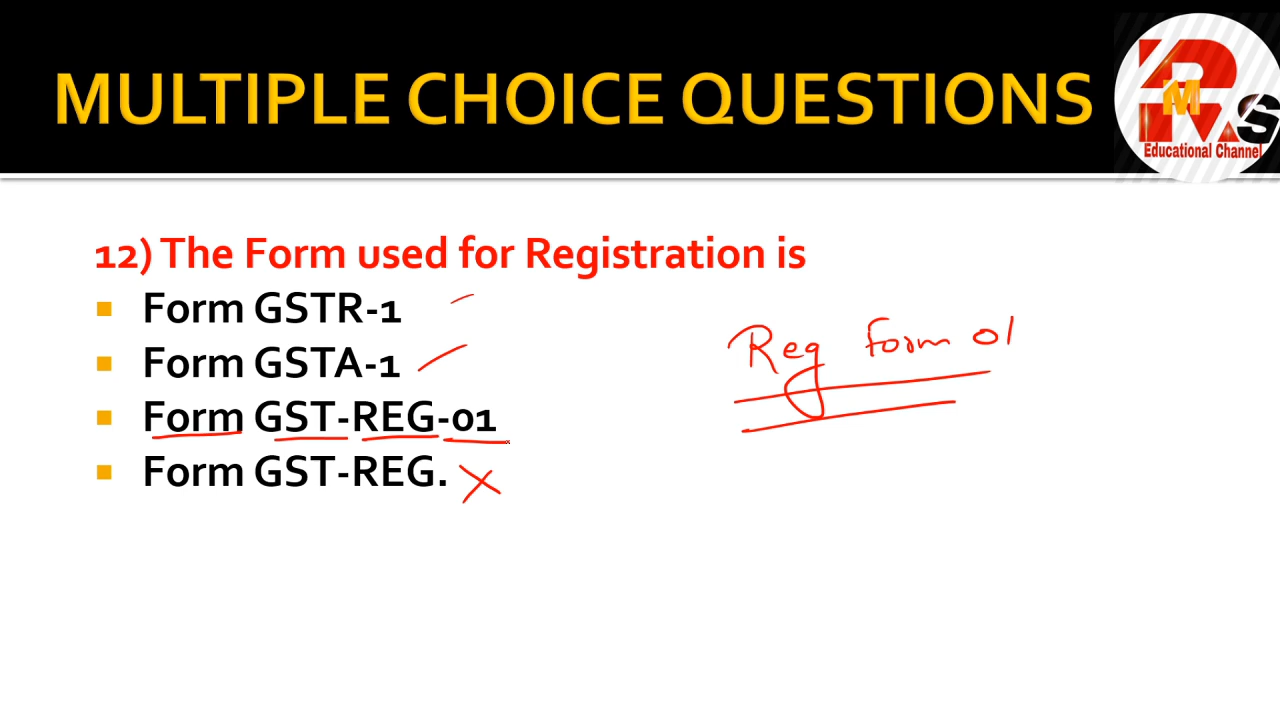 MULTIPLE CHOICE QUESTIONS
M
S
Educational Channel
12) The Form used for Registration is
Form GSTR-1
Form GSTA-1
Form GST-REG-01
Form GST-REG.
Reg form 01